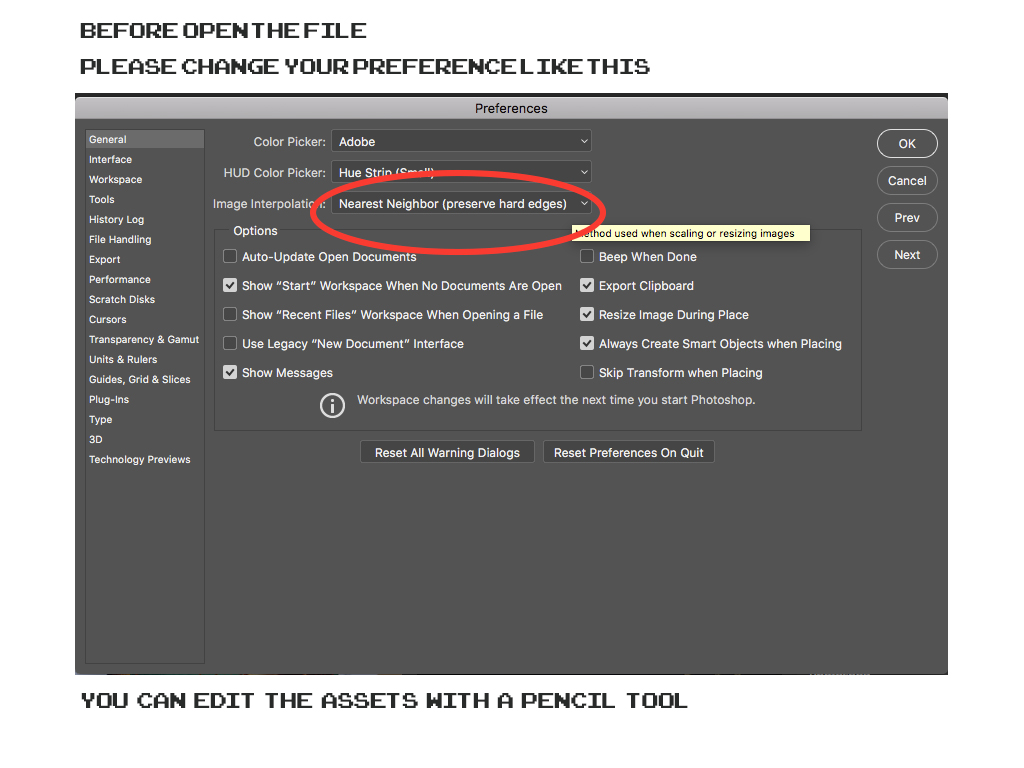 BEFORE OPEN THE FILE
PLEASE CHANGE YOUR PREFERENCE LIKE THIS
Preferences
General
Interface
Workspace
Tools
History Log
File Handling
Export
Performance
Scratch Disks
Cursors
Transparency & Gamut
Units & Rulers
Guides, Grid & Slices
Plug-Ins
Type
3D
Technology Previews
Color Picker: Adobe
HUD Color Picker: Hue Strip (Small)
Image Interpolation: Nearest Neighbor (preserve hard edges)
Method used when scaling or resizing images
Options
Auto-Update Open Documents
Show “Start” Workspace When No Documents Are Open
Show “Recent Files” Workspace When Opening a File
Use Legacy “New Document” Interface
Show Messages
Beep When Done
Export Clipboard
Resize Image During Place
Always Create Smart Objects when Placing
Skip Transform when Placing
Workspace changes will take effect the next time you start Photoshop.
Reset All Warning Dialogs
Reset Preferences On Quit
OK
Cancel
Prev
Next
YOU CAN EDIT THE ASSETS WITH A PENCIL TOOL